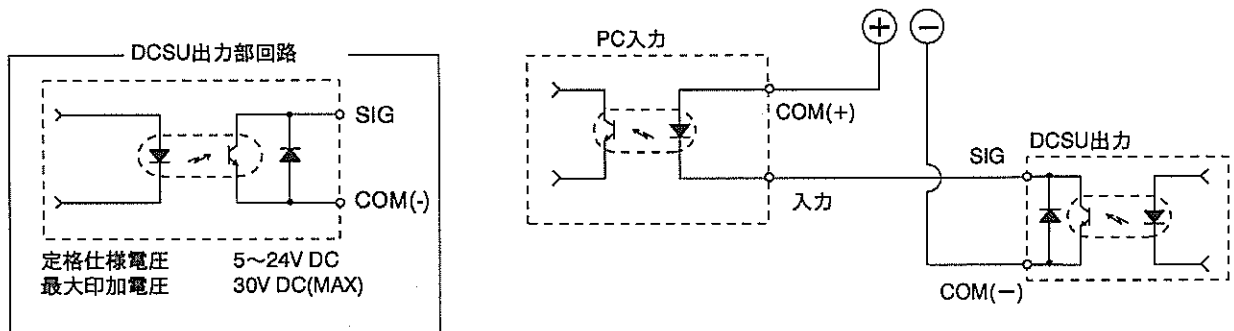 DCSU出力部回路
SIG
COM(-)
定格仕様電圧 5～24V DC
最大印加電圧 30V DC(MAX)
+ −
PC入力
COM(+)
入力
SIG
DCSU出力
COM(−)